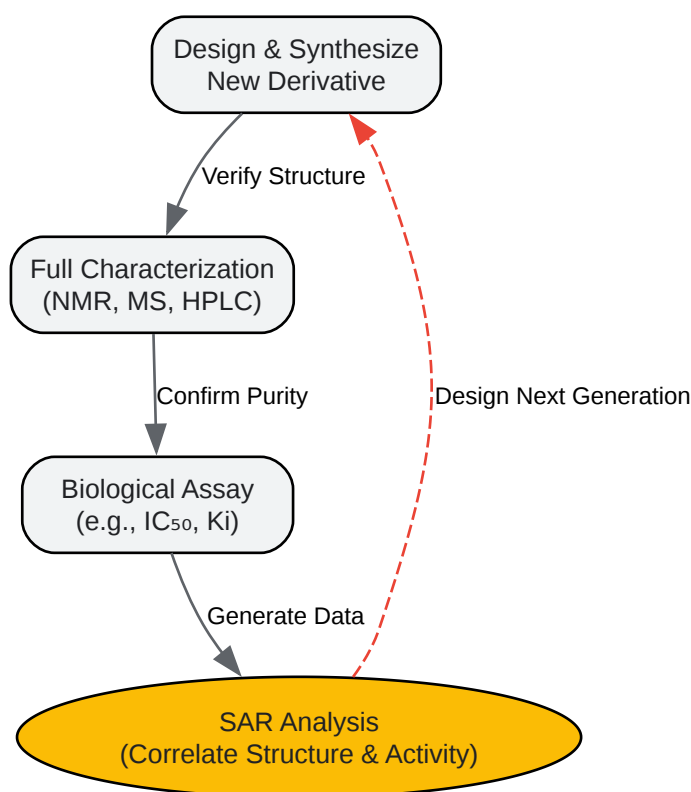 Design & Synthesize
New Derivative
Verify Structure
Full Characterization
(NMR, MS, HPLC)
Confirm Purity
Design Next Generation
Biological Assay
(e.g., IC₅₀, Ki)
Generate Data
SAR Analysis
(Correlate Structure & Activity)